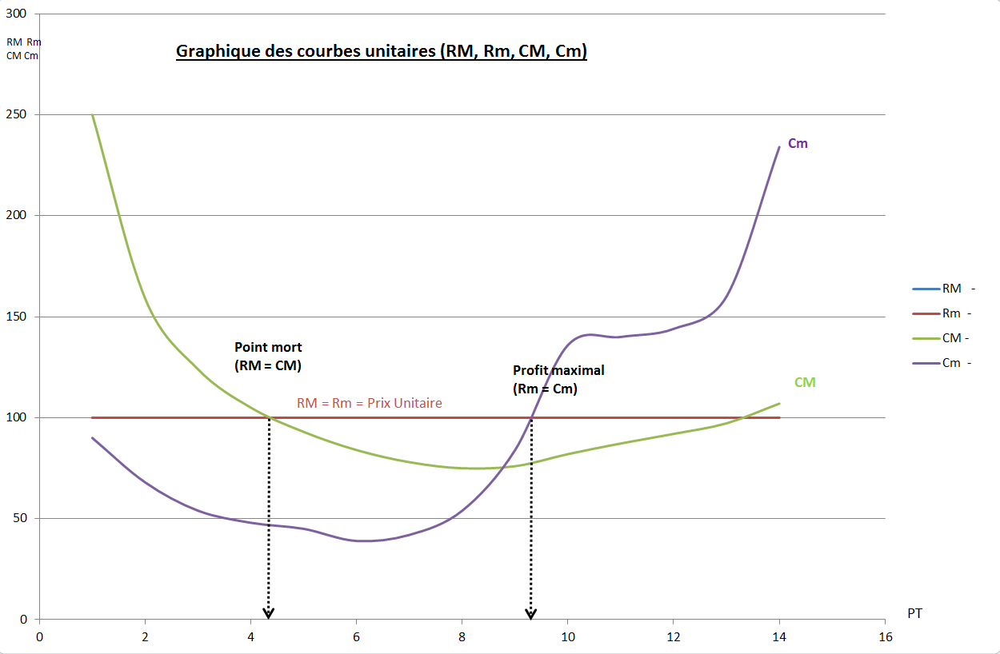 300
RM Rm
CM Cm
Graphique des courbes unitaires (RM, Rm, CM, Cm)
250
Cm
200
RM -
Rm -
CM -
Cm -
150
Point mort
(RM = CM)
Profit maximal
(Rm = Cm)
CM
RM = Rm = Prix Unitaire
100
50
0
PT
0 2 4 6 8 10 12 14 16